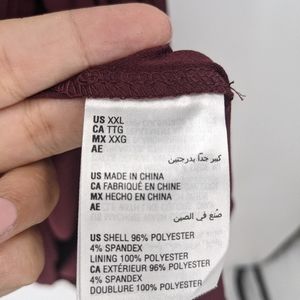 US XXL
CA TTG
MX XXG
AE
كبير جداً بدرجتين
US MADE IN CHINA
CA FABRIQUÉ EN CHINE
MX HECHO EN CHINA
AE
صُنع في الصين
US SHELL 96% POLYESTER
4% SPANDEX
LINING 100% POLYESTER
CA EXTÉRIEUR 96% POLYESTER
4% SPANDEX
DOUBLURE 100% POLYESTER